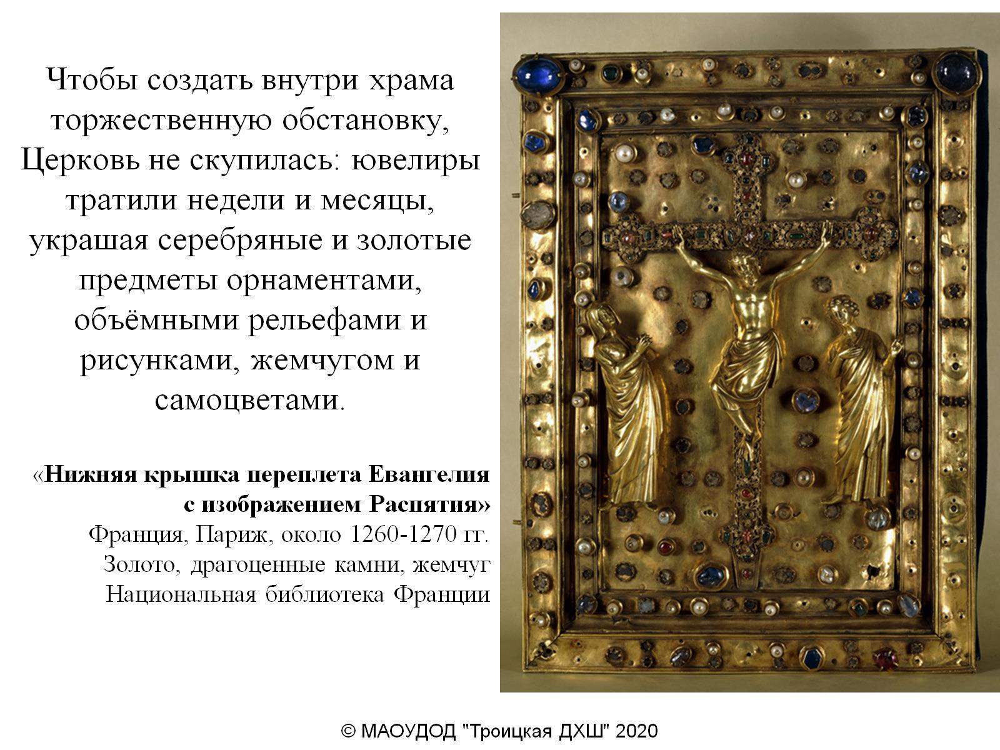 Чтобы создать внутри храма
торжественную обстановку,
Церковь не скупилась: ювелиры
тратили недели и месяцы,
украшая серебряные и золотые
предметы орнаментами,
объёмными рельефами и
рисунками, жемчугом и
самоцветами.
«Нижняя крышка переплета Евангелия
с изображением Распятия»
Франция, Париж, около 1260-1270 гг.
Золото, драгоценные камни, жемчуг
Национальная библиотека Франции
© МАОУДОД "Троицкая ДХШ" 2020